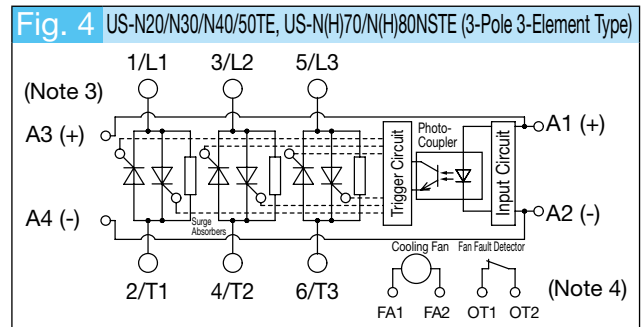 Fig. 4 US-N20/N30/N40/50TE, US-N(H)70/N(H)80NSTE (3-Pole 3-Element Type)
1/L1 3/L2 5/L3
(Note 3)
A3 (+)
A4 (-)
Trigger Circuit
Photo-
Coupler
Input Circuit
A1 (+)
A2 (-)
Surge
Absorbers
2/T1 4/T2 6/T3
Cooling Fan Fan Fault Detector
FA1 FA2 OT1 OT2
(Note 4)